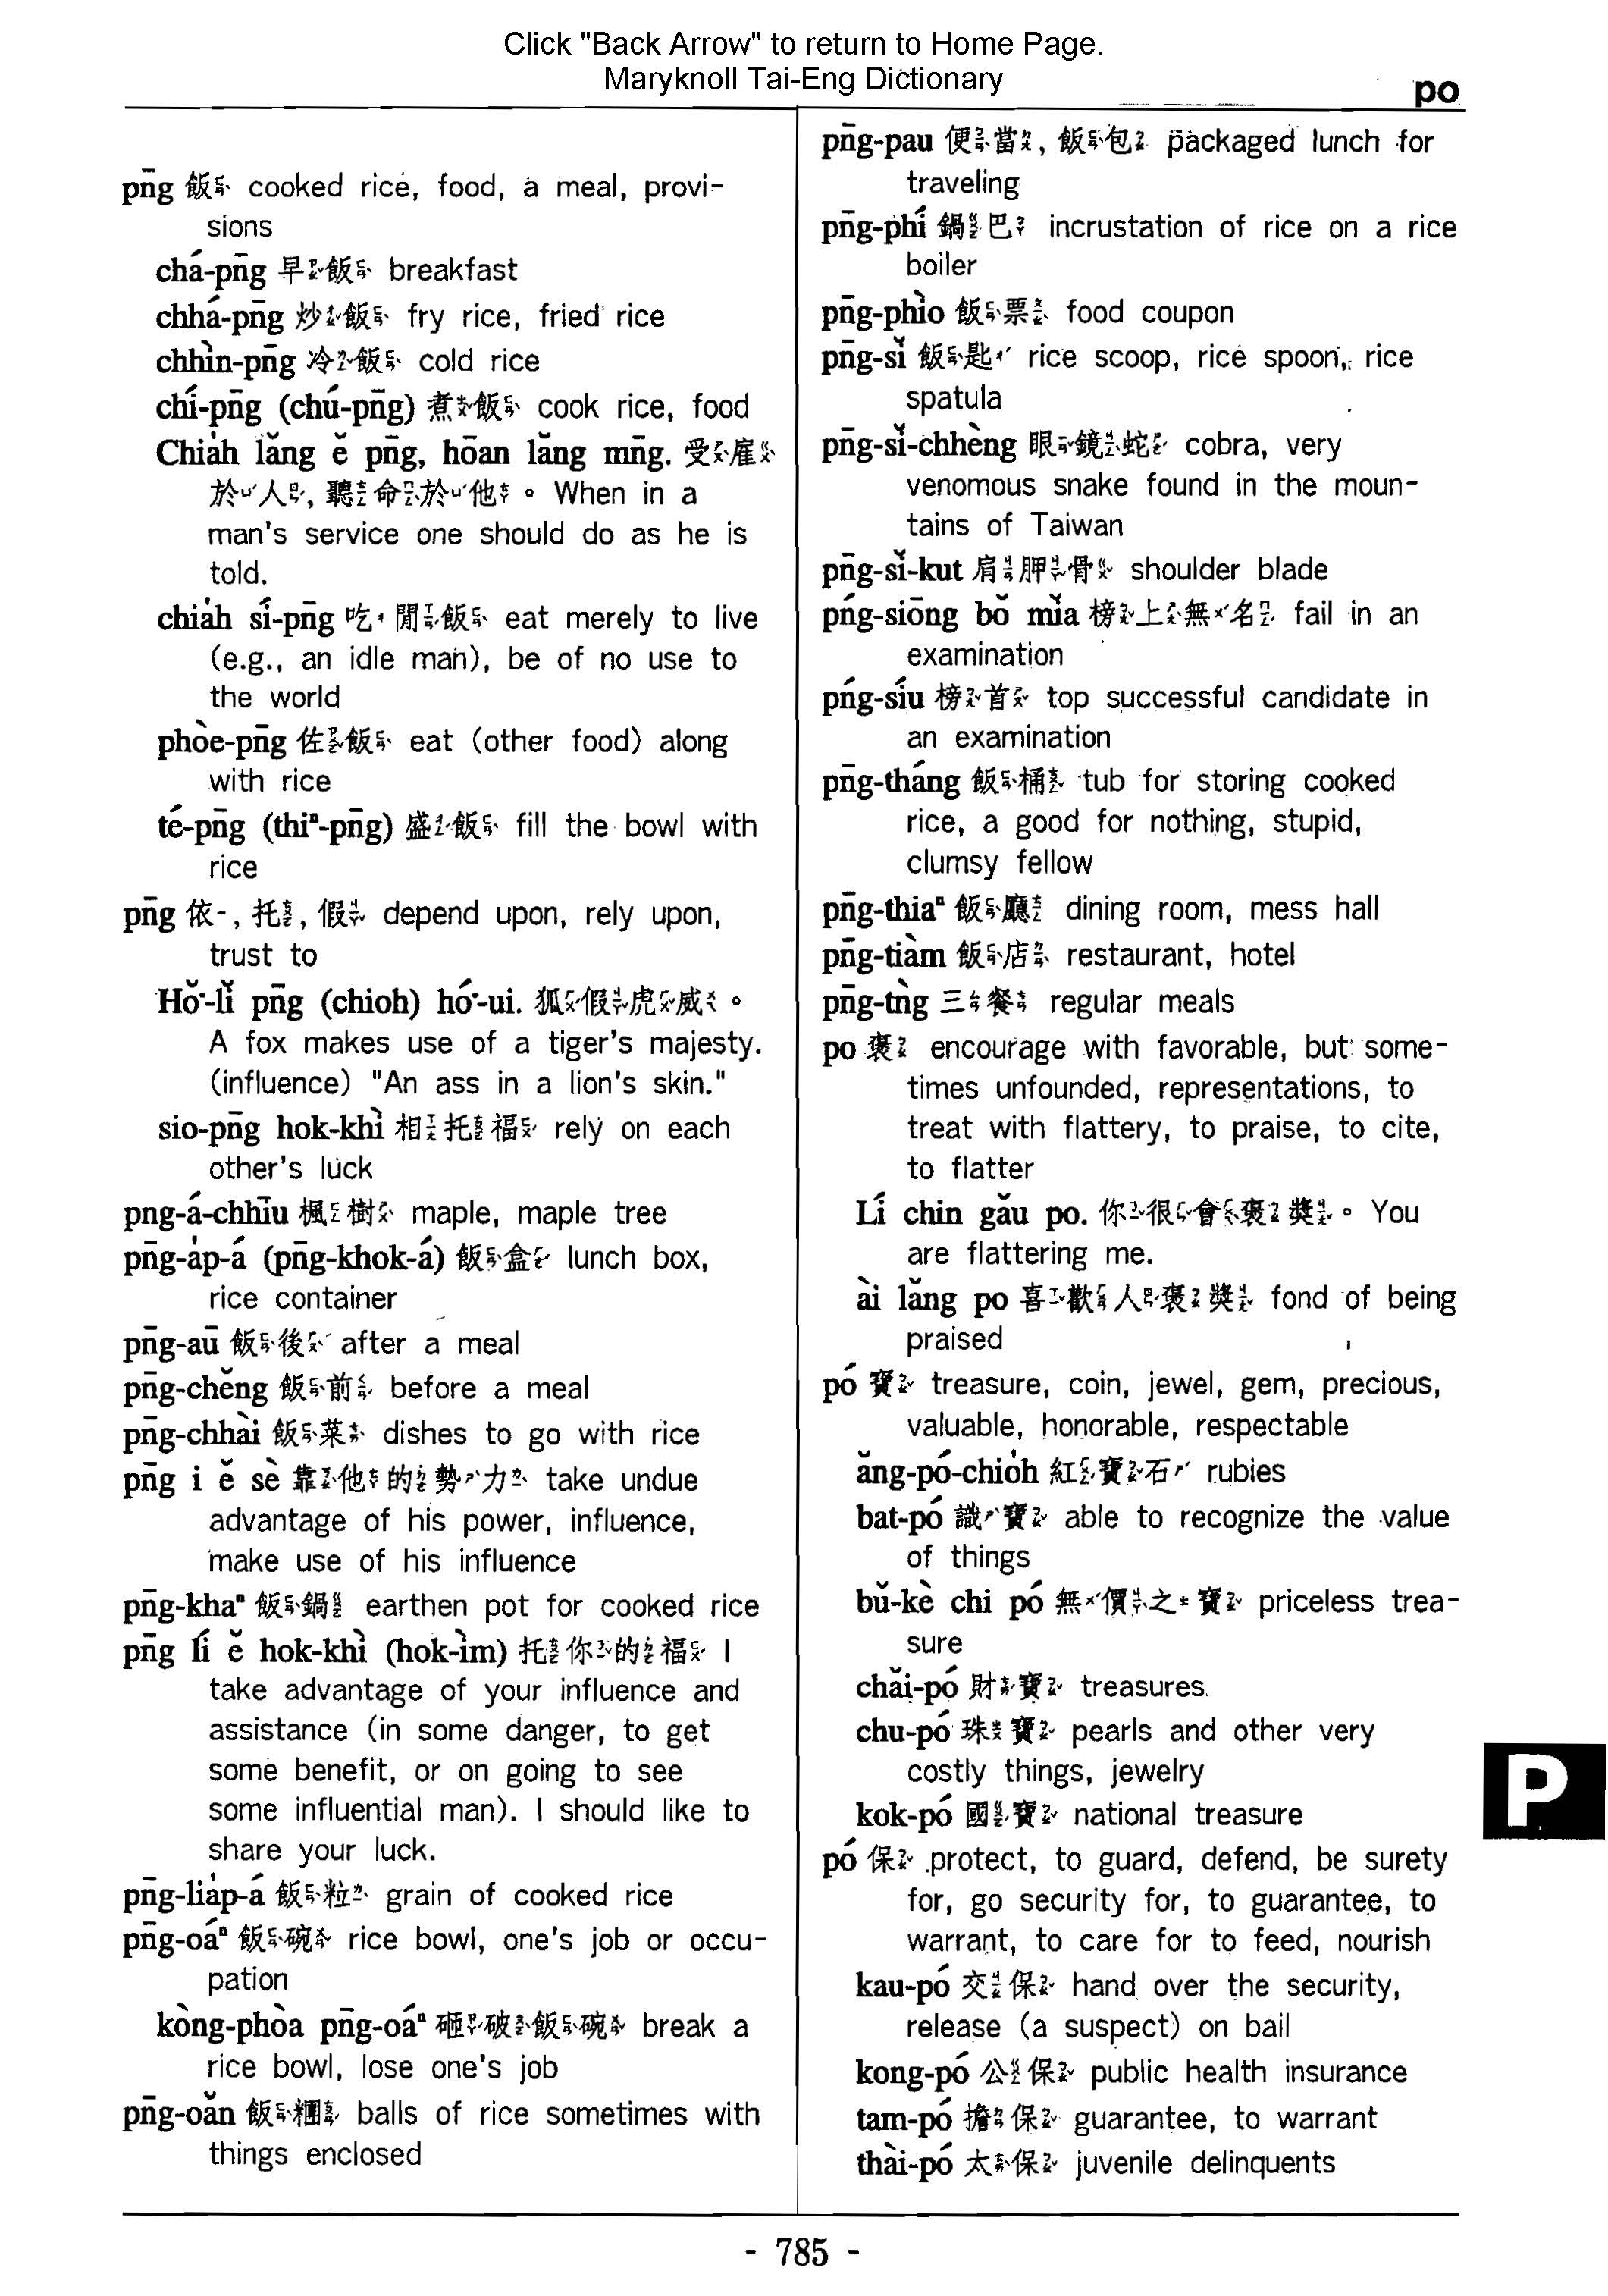 Click "Back Arrow" to return to Home Page.
Maryknoll Tai-Eng Dictionary
po
pn̄g 飯 cooked rice, food, a meal, provi-
sions
chá-pn̄g 早飯 breakfast
chhá-pn̄g 炒飯 fry rice, fried rice
chhìn-pn̄g 冷飯 cold rice
chí-pn̄g (chú-pn̄g) 煮飯 cook rice, food
Chia̍h lăng ĕ pn̄g, hōan lăng mn̄g. 受雇
於人, 聽命於他。 When in a
man's service one should do as he is
told.
chia̍h sí-pn̄g 吃閒飯 eat merely to live
(e.g., an idle man), be of no use to
the world
phòe-pn̄g 佐飯 eat (other food) along
with rice
té-pn̄g (thiⁿ-pn̄g) 盛飯 fill the bowl with
rice
pn̄g 依, 托, 假 depend upon, rely upon,
trust to
Hŏ͘-lĭ pn̄g (chioh) hó͘-ui. 狐假虎威。
A fox makes use of a tiger's majesty.
(influence) "An ass in a lion's skin."
sio-pn̄g hok-khì 相托福 rely on each
other's luck
png-á-chhīu 楓樹 maple, maple tree
pn̄g-a̍p-á (pn̄g-khok-á) 飯盒 lunch box,
rice container
pn̄g-aū 飯後 after a meal
pn̄g-chĕng 飯前 before a meal
pn̄g-chhài 飯菜 dishes to go with rice
pn̄g i ĕ sè 靠他的勢力 take undue
advantage of his power, influence,
make use of his influence
pn̄g-khaⁿ 飯鍋 earthen pot for cooked rice
pn̄g lí ĕ hok-khì (hok-ìm) 托你的福 I
take advantage of your influence and
assistance (in some danger, to get
some benefit, or on going to see
some influential man). I should like to
share your luck.
pn̄g-lia̍p-á 飯粒 grain of cooked rice
pn̄g-oáⁿ 飯碗 rice bowl, one's job or occu-
pation
kòng-phòa pn̄g-oáⁿ 砸破飯碗 break a
rice bowl, lose one's job
pn̄g-oăn 飯糰 balls of rice sometimes with
things enclosed
pn̄g-pau 便當, 飯包 packaged lunch for
traveling
pn̄g-phí 鍋巴 incrustation of rice on a rice
boiler
pn̄g-phìo 飯票 food coupon
pn̄g-sĭ 飯匙 rice scoop, rice spoon, rice
spatula
pn̄g-sĭ-chhèng 眼鏡蛇 cobra, very
venomous snake found in the moun-
tains of Taiwan
pn̄g-sĭ-kut 肩胛骨 shoulder blade
pńg-siōng bŏ mĭa 榜上無名 fail in an
examination
pńg-síu 榜首 top successful candidate in
an examination
pn̄g-tháng 飯桶 tub for storing cooked
rice, a good for nothing, stupid,
clumsy fellow
pn̄g-thiaⁿ 飯廳 dining room, mess hall
pn̄g-tiàm 飯店 restaurant, hotel
pn̄g-tǹg 三餐 regular meals
po 褒 encourage with favorable, but some-
times unfounded, representations, to
treat with flattery, to praise, to cite,
to flatter
Lí chin gău po. 你很會褒獎。 You
are flattering me.
ài lăng po 喜歡人褒獎 fond of being
praised
pó 寶 treasure, coin, jewel, gem, precious,
valuable, honorable, respectable
ăng-pó-chio̍h 紅寶石 rubies
bat-pó 識寶 able to recognize the value
of things
bŭ-kè chi pó 無價之寶 priceless trea-
sure
chăi-pó 財寶 treasures
chu-pó 珠寶 pearls and other very
costly things, jewelry
kok-pó 國寶 national treasure
pó 保 protect, to guard, defend, be surety
for, go security for, to guarantee, to
warrant, to care for to feed, nourish
kau-pó 交保 hand over the security,
release (a suspect) on bail
kong-pó 公保 public health insurance
tam-pó 擔保 guarantee, to warrant
thài-pó 太保 juvenile delinquents
P
- 785 -